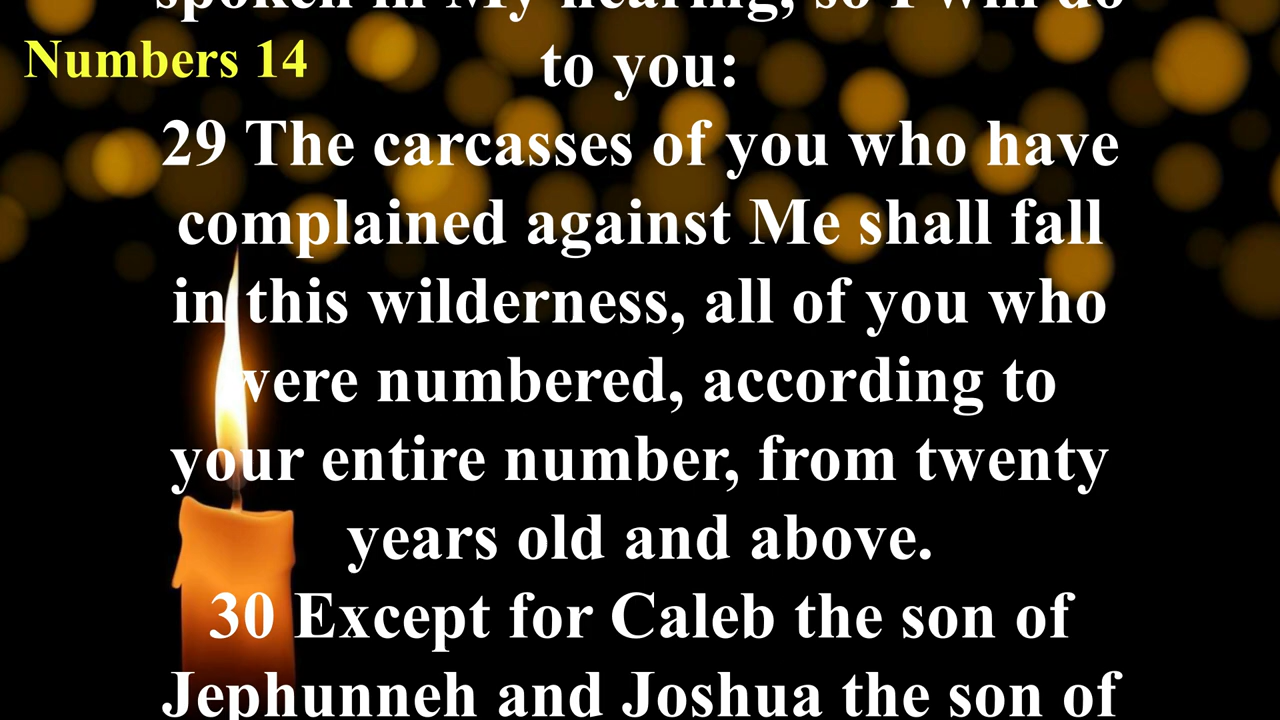 spoken in My hearing, so I will do
Numbers 14
to you:
29 The carcasses of you who have
complained against Me shall fall
in this wilderness, all of you who
were numbered, according to
your entire number, from twenty
years old and above.
30 Except for Caleb the son of
Jephunneh and Joshua the son of